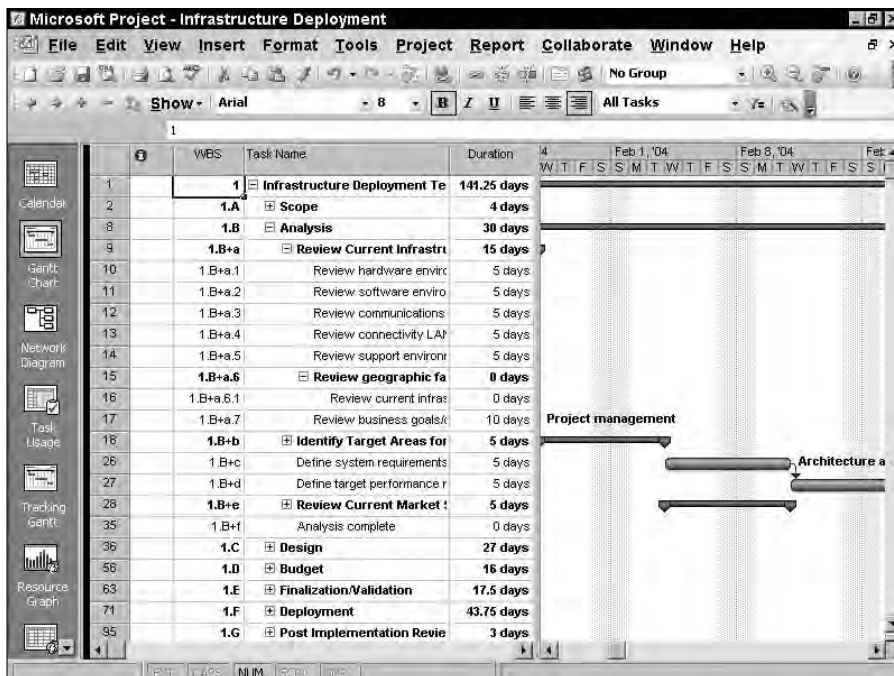 Microsoft Project - Infrastructure Deployment
File Edit View Insert Format Tools Project Report Collaborate Window Help
No Group
Show Arial 8 B I U All Tasks
1
WBS Task Name Duration 4 Feb 1, '04 Feb 8, '04 Feb
W T F S S M T W T F S S M T W T F S S
1 1 Infrastructure Deployment Te 141.25 days
2 1.A Scope 4 days
8 1.B Analysis 30 days
9 1.B+a Review Current Infrastru 15 days
10 1.B+a.1 Review hardware enviro 5 days
11 1.B+a.2 Review software enviro 5 days
12 1.B+a.3 Review communications 5 days
13 1.B+a.4 Review connectivity LAN 5 days
14 1.B+a.5 Review support environm 5 days
15 1.B+a.6 Review geographic fa 0 days
16 1.B+a.6.1 Review current infras 0 days
17 1.B+a.7 Review business goals/ 10 days Project management
18 1.B+b Identify Target Areas for 5 days
26 1.B+c Define system requirements 5 days Architecture a
27 1.B+d Define target performance r 5 days
28 1.B+e Review Current Market 5 days
35 1.B+f Analysis complete 0 days
36 1.C Design 27 days
56 1.D Budget 16 days
63 1.E Finalization/Validation 17.5 days
71 1.F Deployment 43.75 days
95 1.G Post Implementation Revie 3 days
Calendar
Gantt
Chart
Network
Diagram
Task
Usage
Tracking
Gantt
Resource
Graph
EXT CAPS NUM SCRL OVR